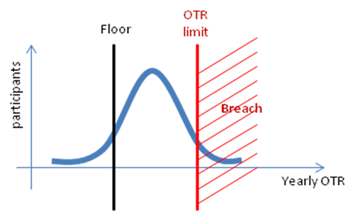 Floor
OTR
limit
participants
Breach
Yearly OTR